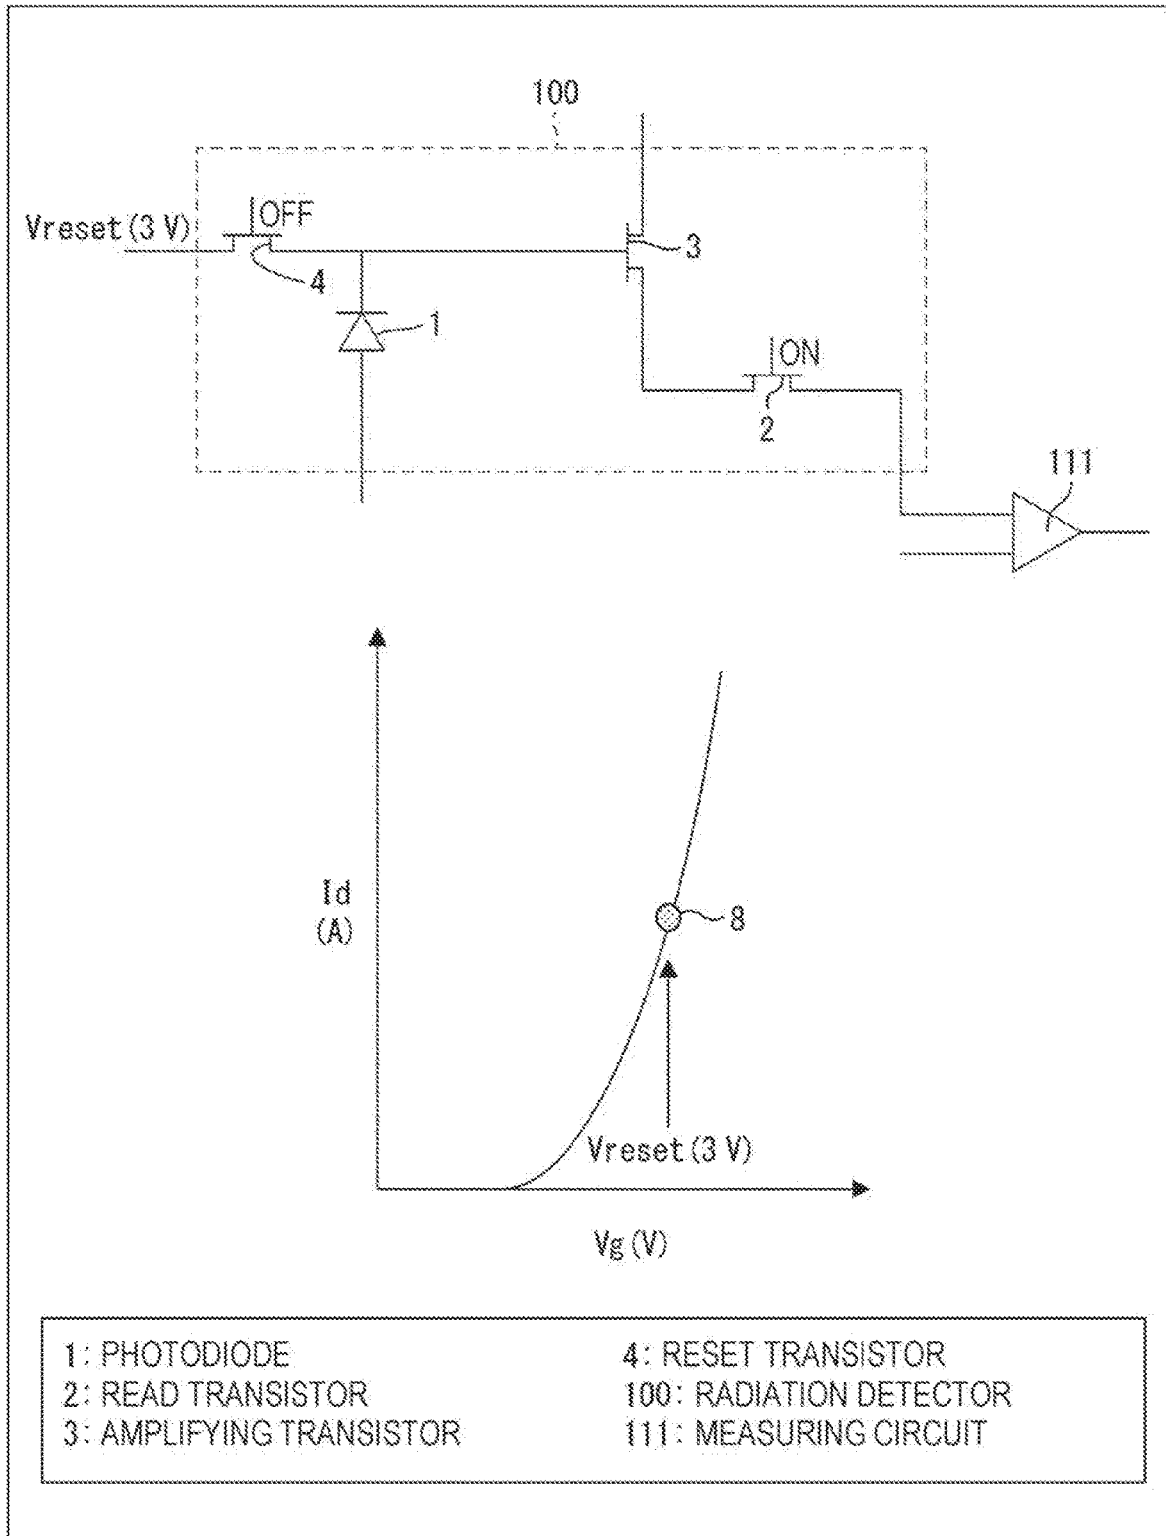 100
Vreset(3 V)
OFF
4
3
1
ON
2
111
Id
(A)
8
Vreset(3 V)
Vg(V)
1: PHOTODIODE
2: READ TRANSISTOR
3: AMPLIFYING TRANSISTOR
4: RESET TRANSISTOR
100: RADIATION DETECTOR
111: MEASURING CIRCUIT